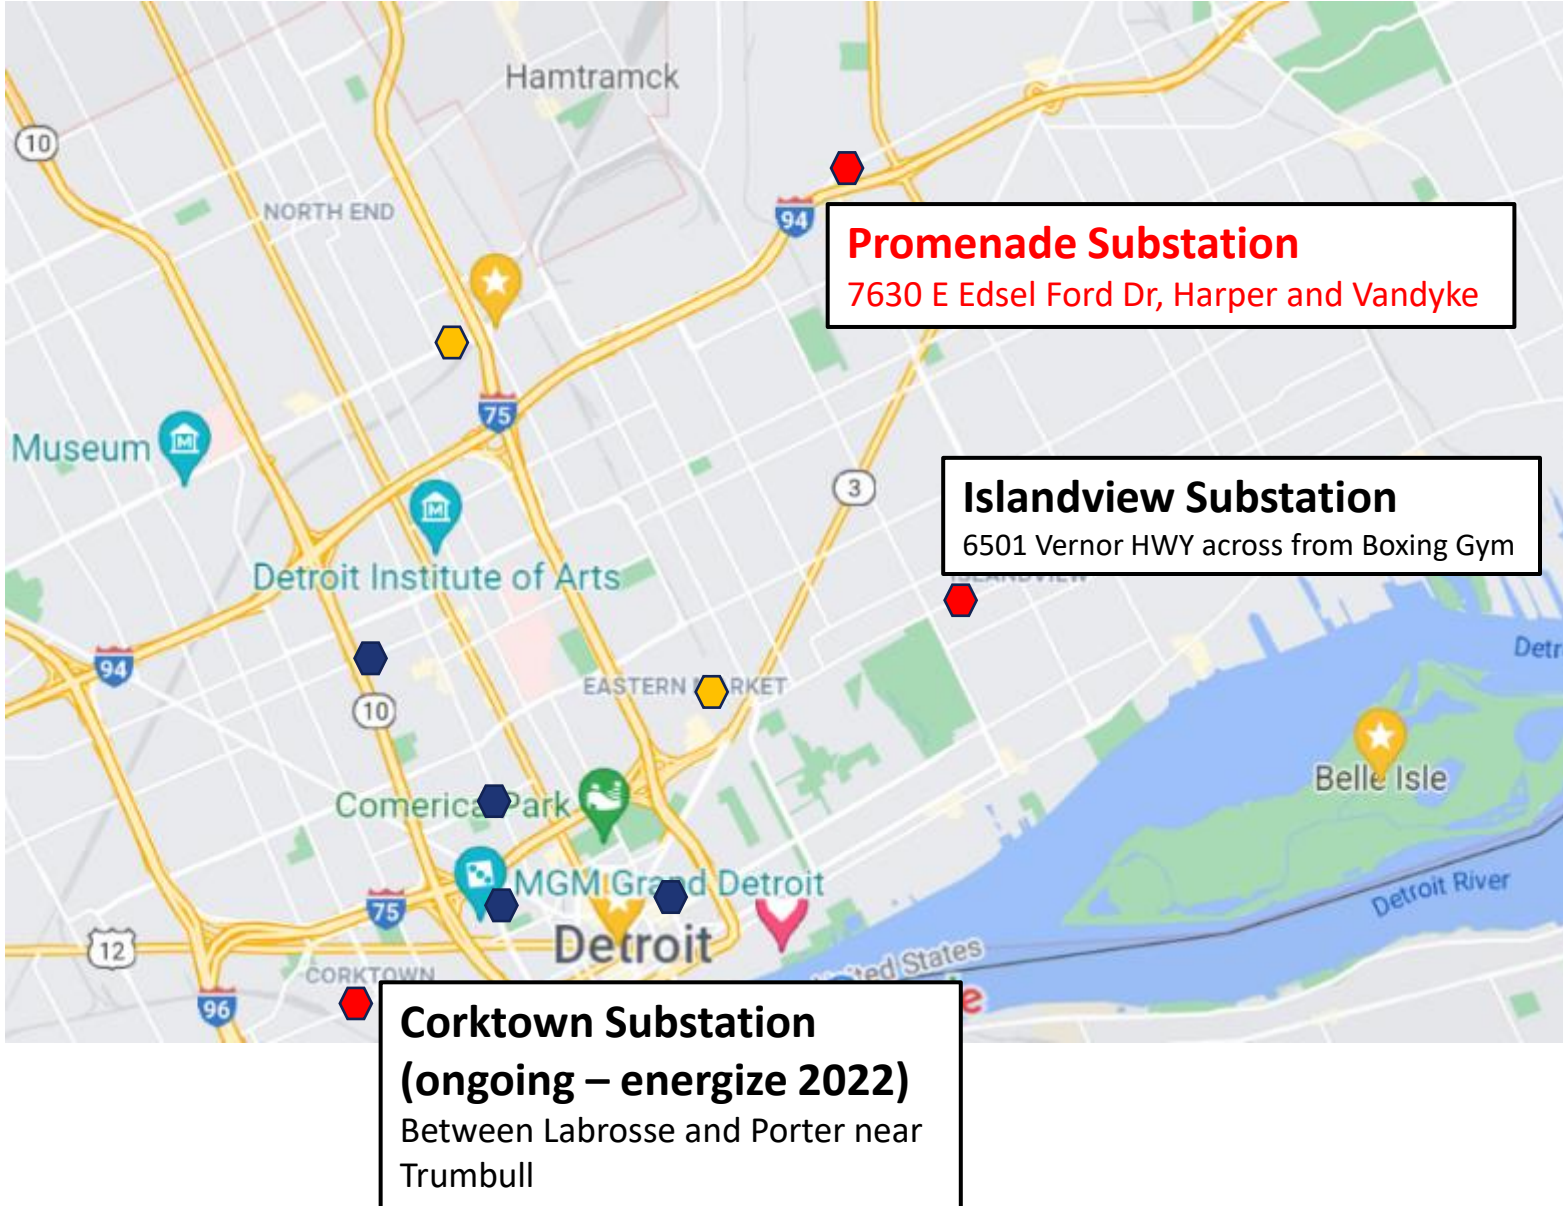 Hamtramck
10
NORTH END
94
Promenade Substation
7630 E Edsel Ford Dr, Harper and Vandyke
75
Museum
3
Islandview Substation
6501 Vernor HWY across from Boxing Gym
Detroit Institute of Arts
94
10
EASTERN
Detr
Belle Isle
Comerica Park
MGM Grand Detroit
75
Detroit River
12
Detroit
States
CORKTOWN
96
Corktown Substation
(ongoing – energize 2022)
Between Labrosse and Porter near
Trumbull